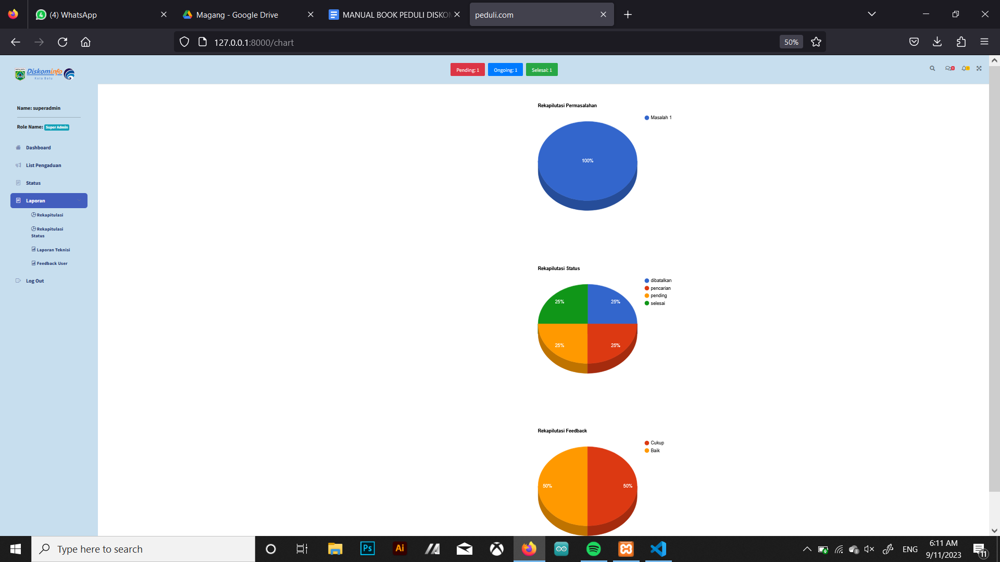 (4) WhatsApp
Magang - Google Drive
MANUAL BOOK PEDULI DISKOM
peduli.com
127.0.0.1:8000/chart
50%
Diskominfo
Kota Batu
Pending: 1
Ongoing: 1
Selesai: 1
Name: superadmin
Role Name: Super Admin
Dashboard
List Pengaduan
Status
Laporan
Rekapitulasi
Rekapitulasi
Status
Laporan Teknisi
Feedback User
Log Out
Rekapilutasi Permasalahan
Masalah 1
100%
Rekapilutasi Status
dibatalkan
pencarian
pending
selesai
25%
25%
25%
25%
Rekapilutasi Feedback
Cukup
Baik
50%
50%
Type here to search
Ps
Ai
ENG
6:11 AM
9/11/2023
11